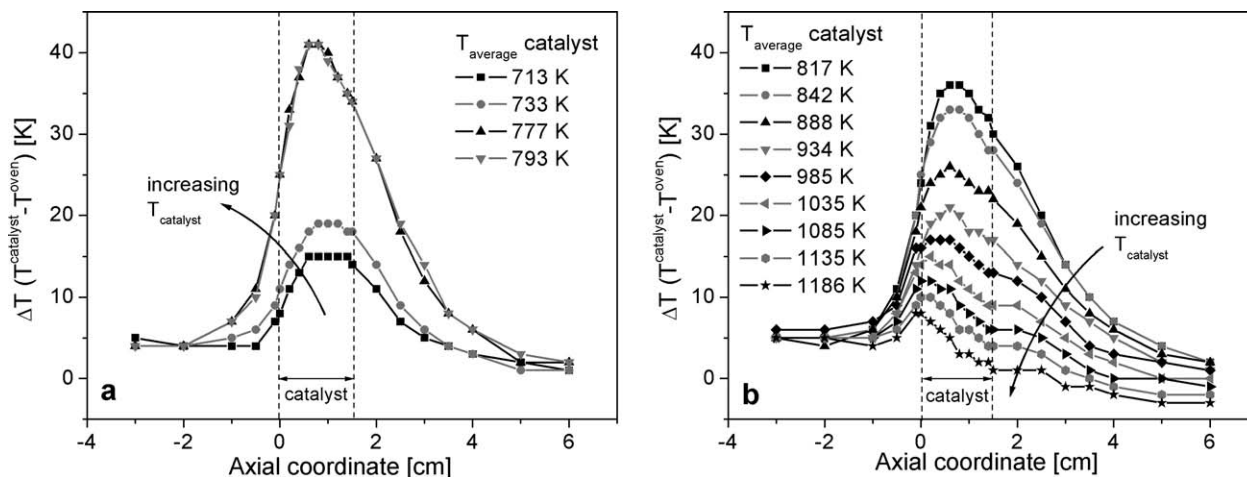 T_average catalyst
713 K
733 K
777 K
793 K
increasing
T_catalyst
a
catalyst
ΔT (T^catalyst-T^oven) [K]
0
10
20
30
40
-4
-2
0
2
4
6
Axial coordinate [cm]
T_average catalyst
817 K
842 K
888 K
934 K
985 K
1035 K
1085 K
1135 K
1186 K
increasing
T_catalyst
b
catalyst
ΔT (T^catalyst-T^oven) [K]
0
10
20
30
40
-4
-2
0
2
4
6
Axial coordinate [cm]